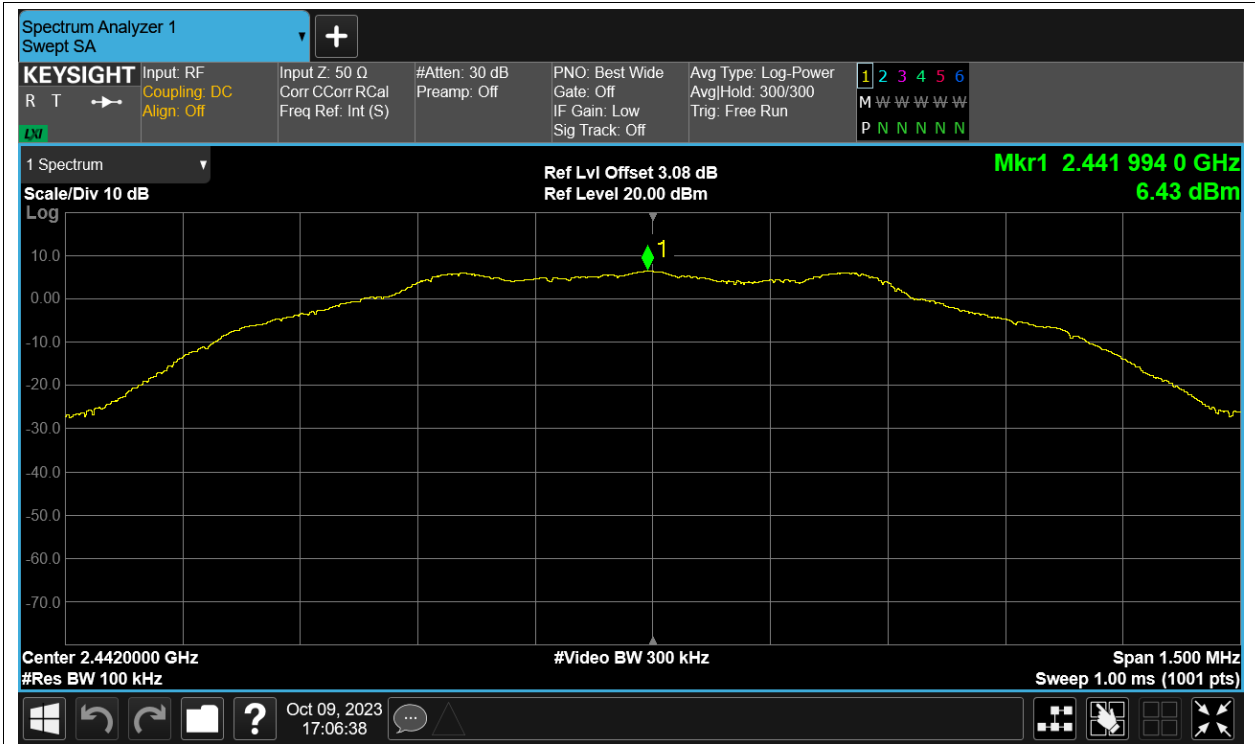 Spectrum Analyzer 1
Swept SA
KEYSIGHT
R T
LXI
Input: RF
Coupling: DC
Align: Off
Input Z: 50 Ω
Corr CCorr RCal
Freq Ref: Int (S)
#Atten: 30 dB
Preamp: Off
PNO: Best Wide
Gate: Off
IF Gain: Low
Sig Track: Off
Avg Type: Log-Power
Avg|Hold: 300/300
Trig: Free Run
1 2 3 4 5 6
M W W W W W
P N N N N N
1 Spectrum
Scale/Div 10 dB
Log
Ref Lvl Offset 3.08 dB
Ref Level 20.00 dBm
Mkr1 2.441 994 0 GHz
6.43 dBm
1
10.0
0.00
-10.0
-20.0
-30.0
-40.0
-50.0
-60.0
-70.0
Center 2.4420000 GHz
#Res BW 100 kHz
#Video BW 300 kHz
Span 1.500 MHz
Sweep 1.00 ms (1001 pts)
?
Oct 09, 2023
17:06:38